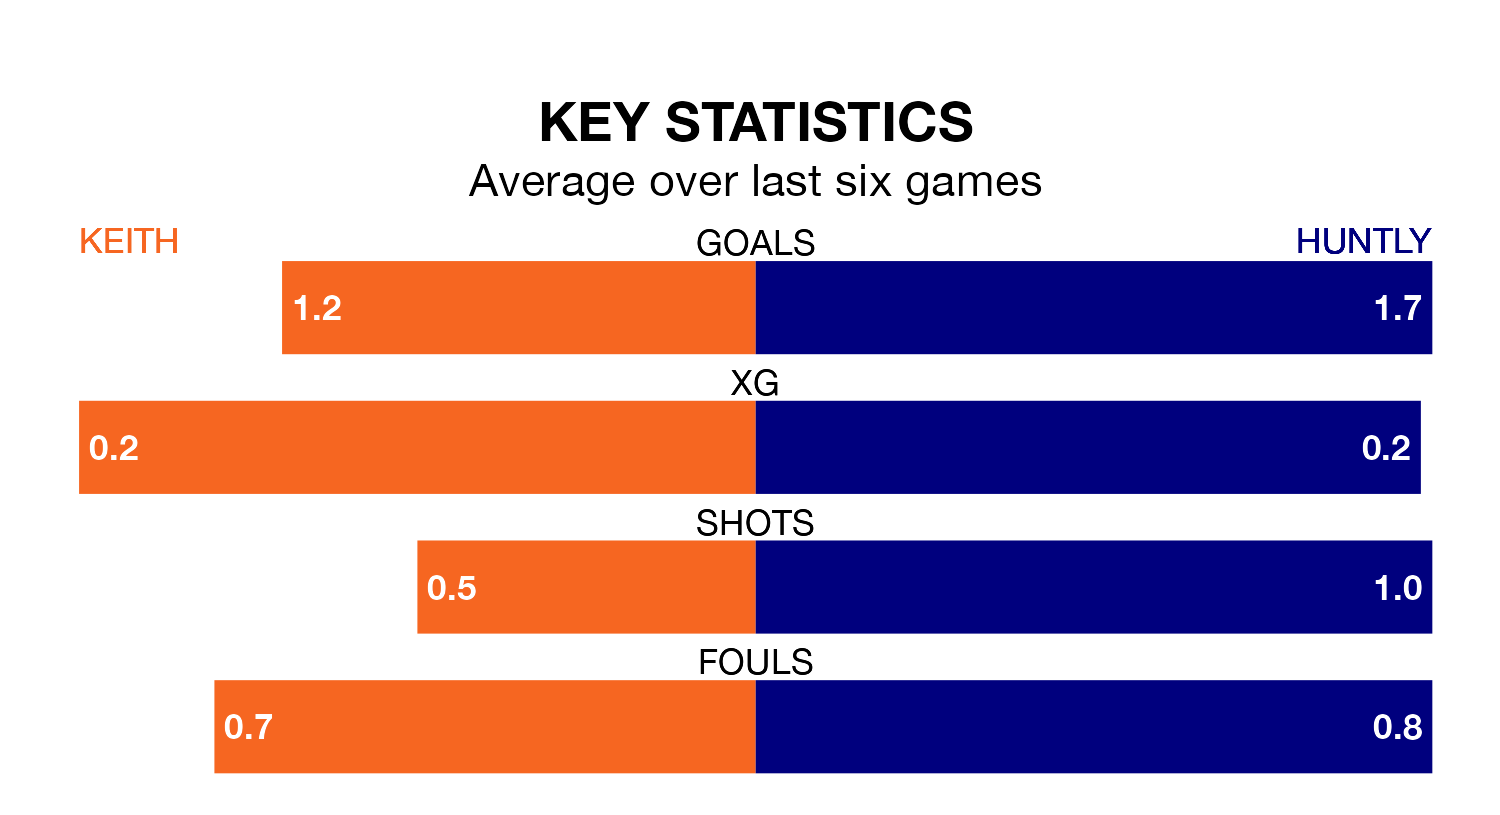 KEY STATISTICS
Average over last six games
KEITH GOALS HUNTLY
1.2 1.7
XG
0.2 0.2
SHOTS
0.5 1.0
FOULS
0.7 0.8